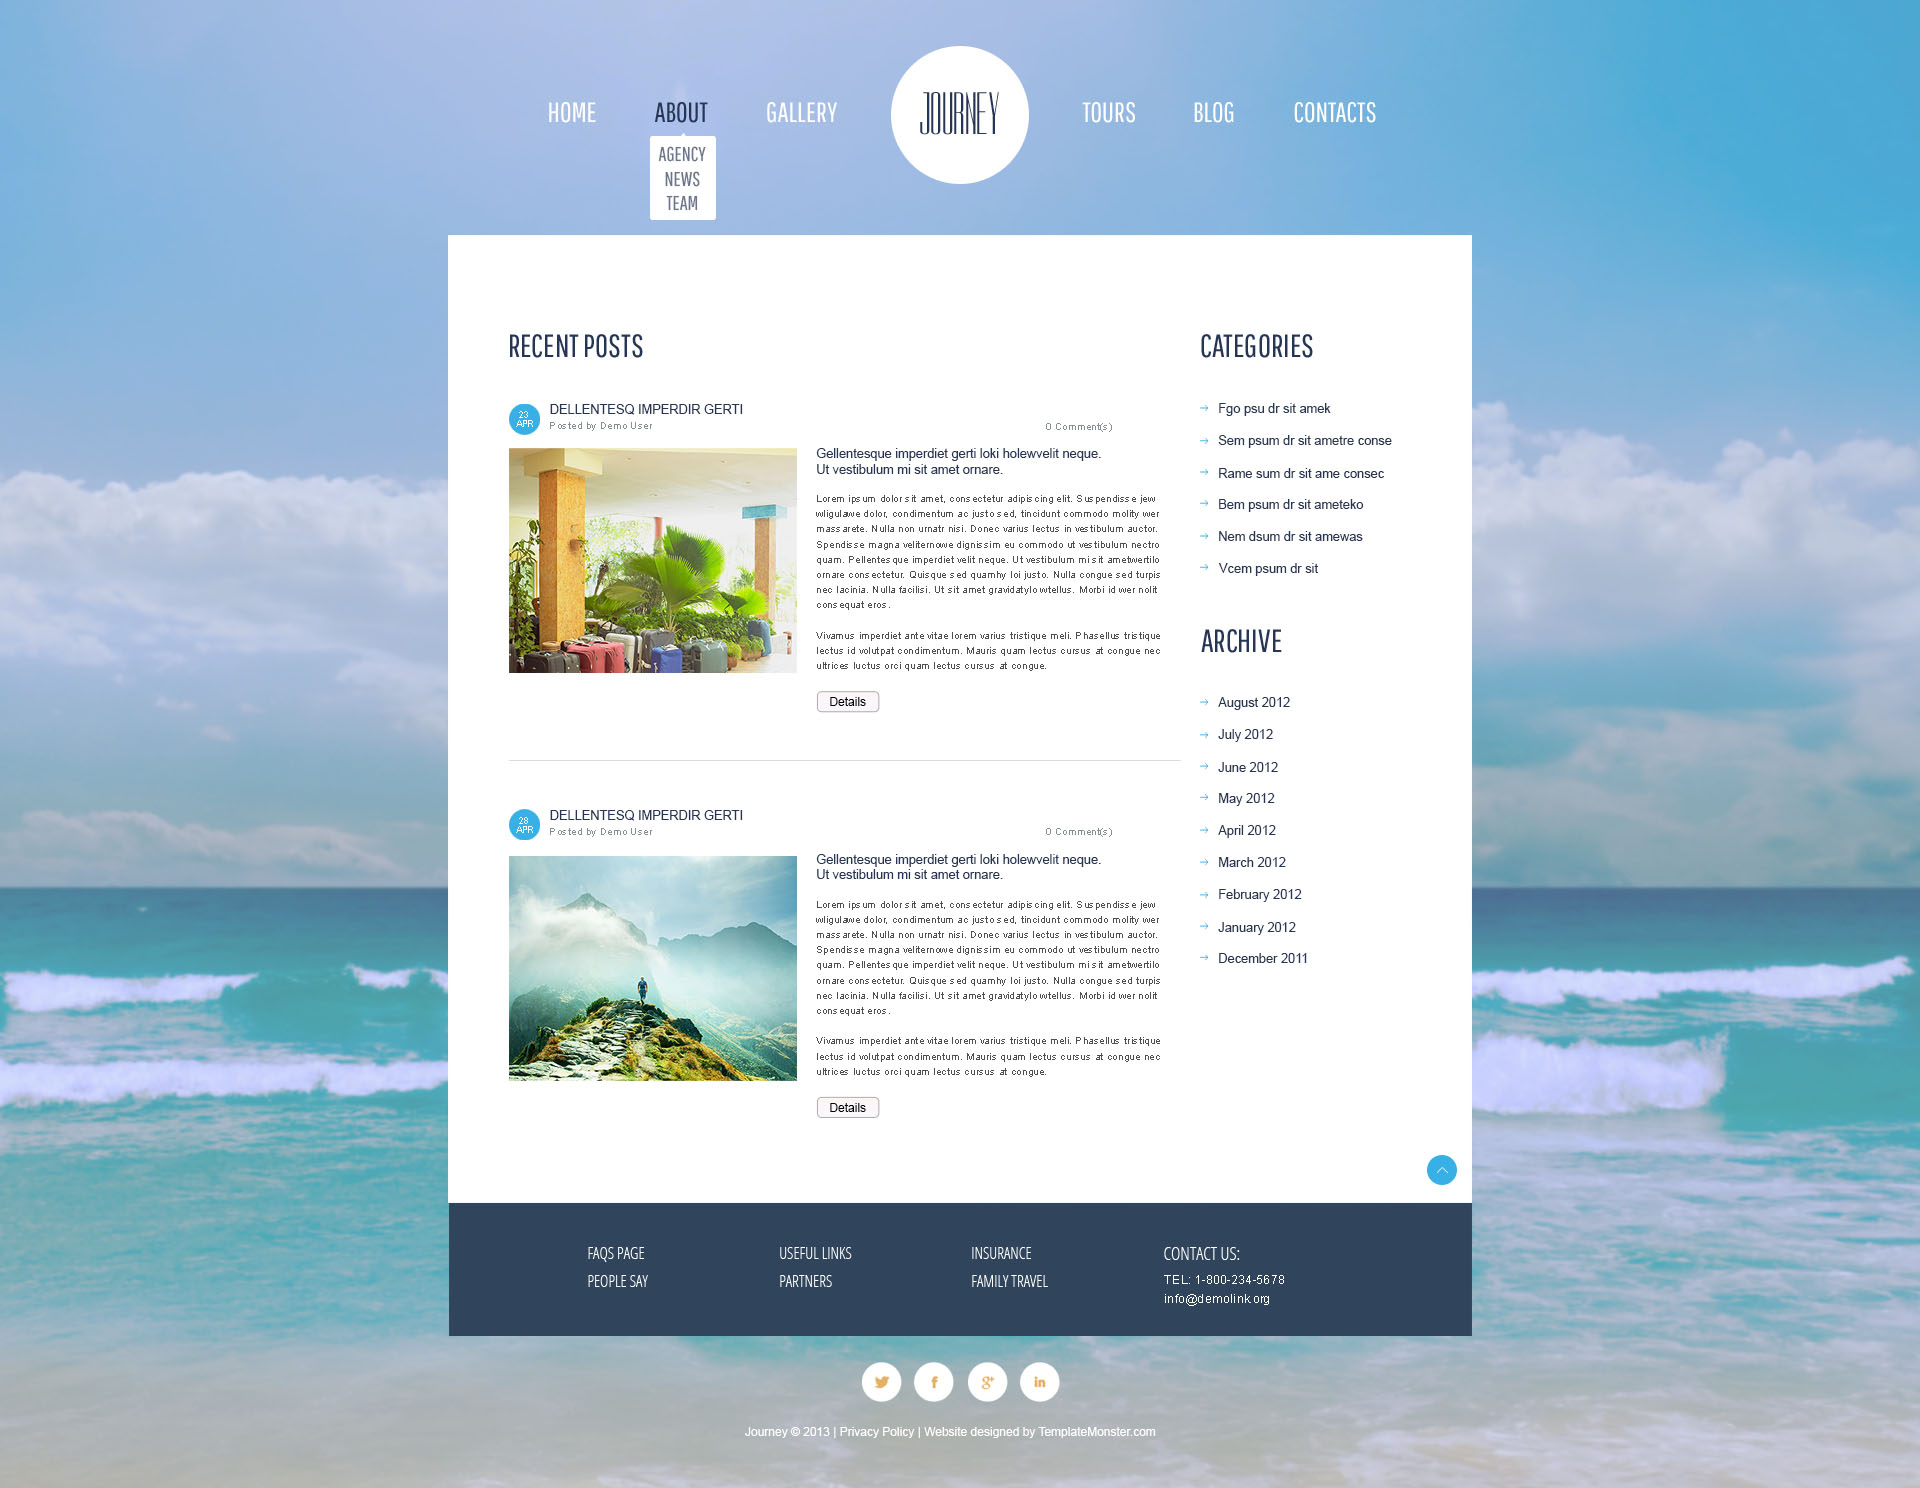 HOME
ABOUT
GALLERY
JOURNEY
TOURS
BLOG
CONTACTS
AGENCY
NEWS
TEAM
RECENT POSTS
23
APR
DELLENTESQ IMPERDIR GERTI
Posted by Demo User
0 Comment(s)
Gellentesque imperdiet gerti loki holewvelit neque.
Ut vestibulum mi sit amet ornare.
Lorem ipsum dolor sit amet, consectetur adipiscing elit. Suspendisse jew
wligulawe dolor, condimentum ac justo sed, tincidunt commodo molity wer
massarete. Nulla non urnatr nisi. Donec varius lectus in vestibulum auctor.
Spendisse magna veliternowe dignissim eu commodo ut vestibulum nectro
quam. Pellentesque imperdiet velit neque. Ut vestibulum mi sit ametwertilo
ornare consectetur. Quisque sed quamhy loi justo. Nulla congue sed turpis
nec lacinia. Nulla facilisi. Ut sit amet gravidatylo wtellus. Morbi id wer nolit
consequat eros.
Vivamus imperdiet ante vitae lorem varius tristique meli. Phasellus tristique
lectus id volutpat condimentum. Mauris quam lectus cursus at congue nec
ultrices luctus orci quam lectus cursus at congue.
Details
28
APR
DELLENTESQ IMPERDIR GERTI
Posted by Demo User
0 Comment(s)
Gellentesque imperdiet gerti loki holewvelit neque.
Ut vestibulum mi sit amet ornare.
Lorem ipsum dolor sit amet, consectetur adipiscing elit. Suspendisse jew
wligulawe dolor, condimentum ac justo sed, tincidunt commodo molity wer
massarete. Nulla non urnatr nisi. Donec varius lectus in vestibulum auctor.
Spendisse magna veliternowe dignissim eu commodo ut vestibulum nectro
quam. Pellentesque imperdiet velit neque. Ut vestibulum mi sit ametwertilo
ornare consectetur. Quisque sed quamhy loi justo. Nulla congue sed turpis
nec lacinia. Nulla facilisi. Ut sit amet gravidatylo wtellus. Morbi id wer nolit
consequat eros.
Vivamus imperdiet ante vitae lorem varius tristique meli. Phasellus tristique
lectus id volutpat condimentum. Mauris quam lectus cursus at congue nec
ultrices luctus orci quam lectus cursus at congue.
Details
CATEGORIES
Fgo psu dr sit amek
Sem psum dr sit ametre conse
Rame sum dr sit ame consec
Bem psum dr sit ameteko
Nem dsum dr sit amewas
Vcem psum dr sit
ARCHIVE
August 2012
July 2012
June 2012
May 2012
April 2012
March 2012
February 2012
January 2012
December 2011
FAQS PAGE
PEOPLE SAY
USEFUL LINKS
PARTNERS
INSURANCE
FAMILY TRAVEL
CONTACT US:
TEL: 1-800-234-5678
info@demolink.org
Journey © 2013 | Privacy Policy | Website designed by TemplateMonster.com